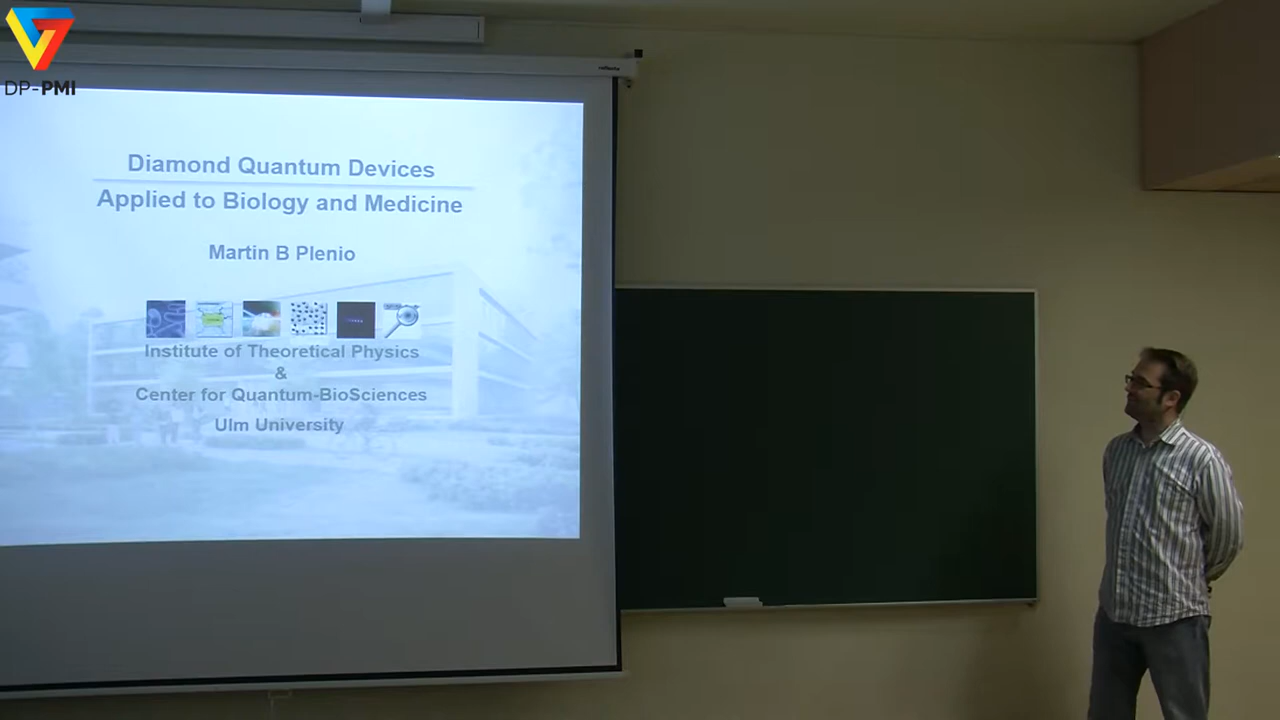 DP-PMI
Diamond Quantum Devices
Applied to Biology and Medicine
Martin B Plenio
Institute of Theoretical Physics
&
Center for Quantum-BioSciences
Ulm University